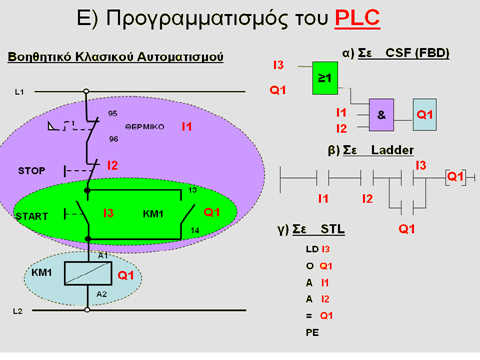 Ε) Προγραμματισμός του PLC
Βοηθητικό Κλασικού Αυτοματισμού
L1
95
ΘΕΡΜΙΚΟ I1
96
STOP I2
13
START I3 KM1 Q1
14
A1
KM1 Q1
A2
L2
α) Σε CSF (FBD)
I3
≥1
Q1
I1
& Q1
I2
β) Σε Ladder
I3
Q1
I1 I2
Q1
γ) Σε STL
LD I3
O Q1
A I1
A I2
= Q1
PE